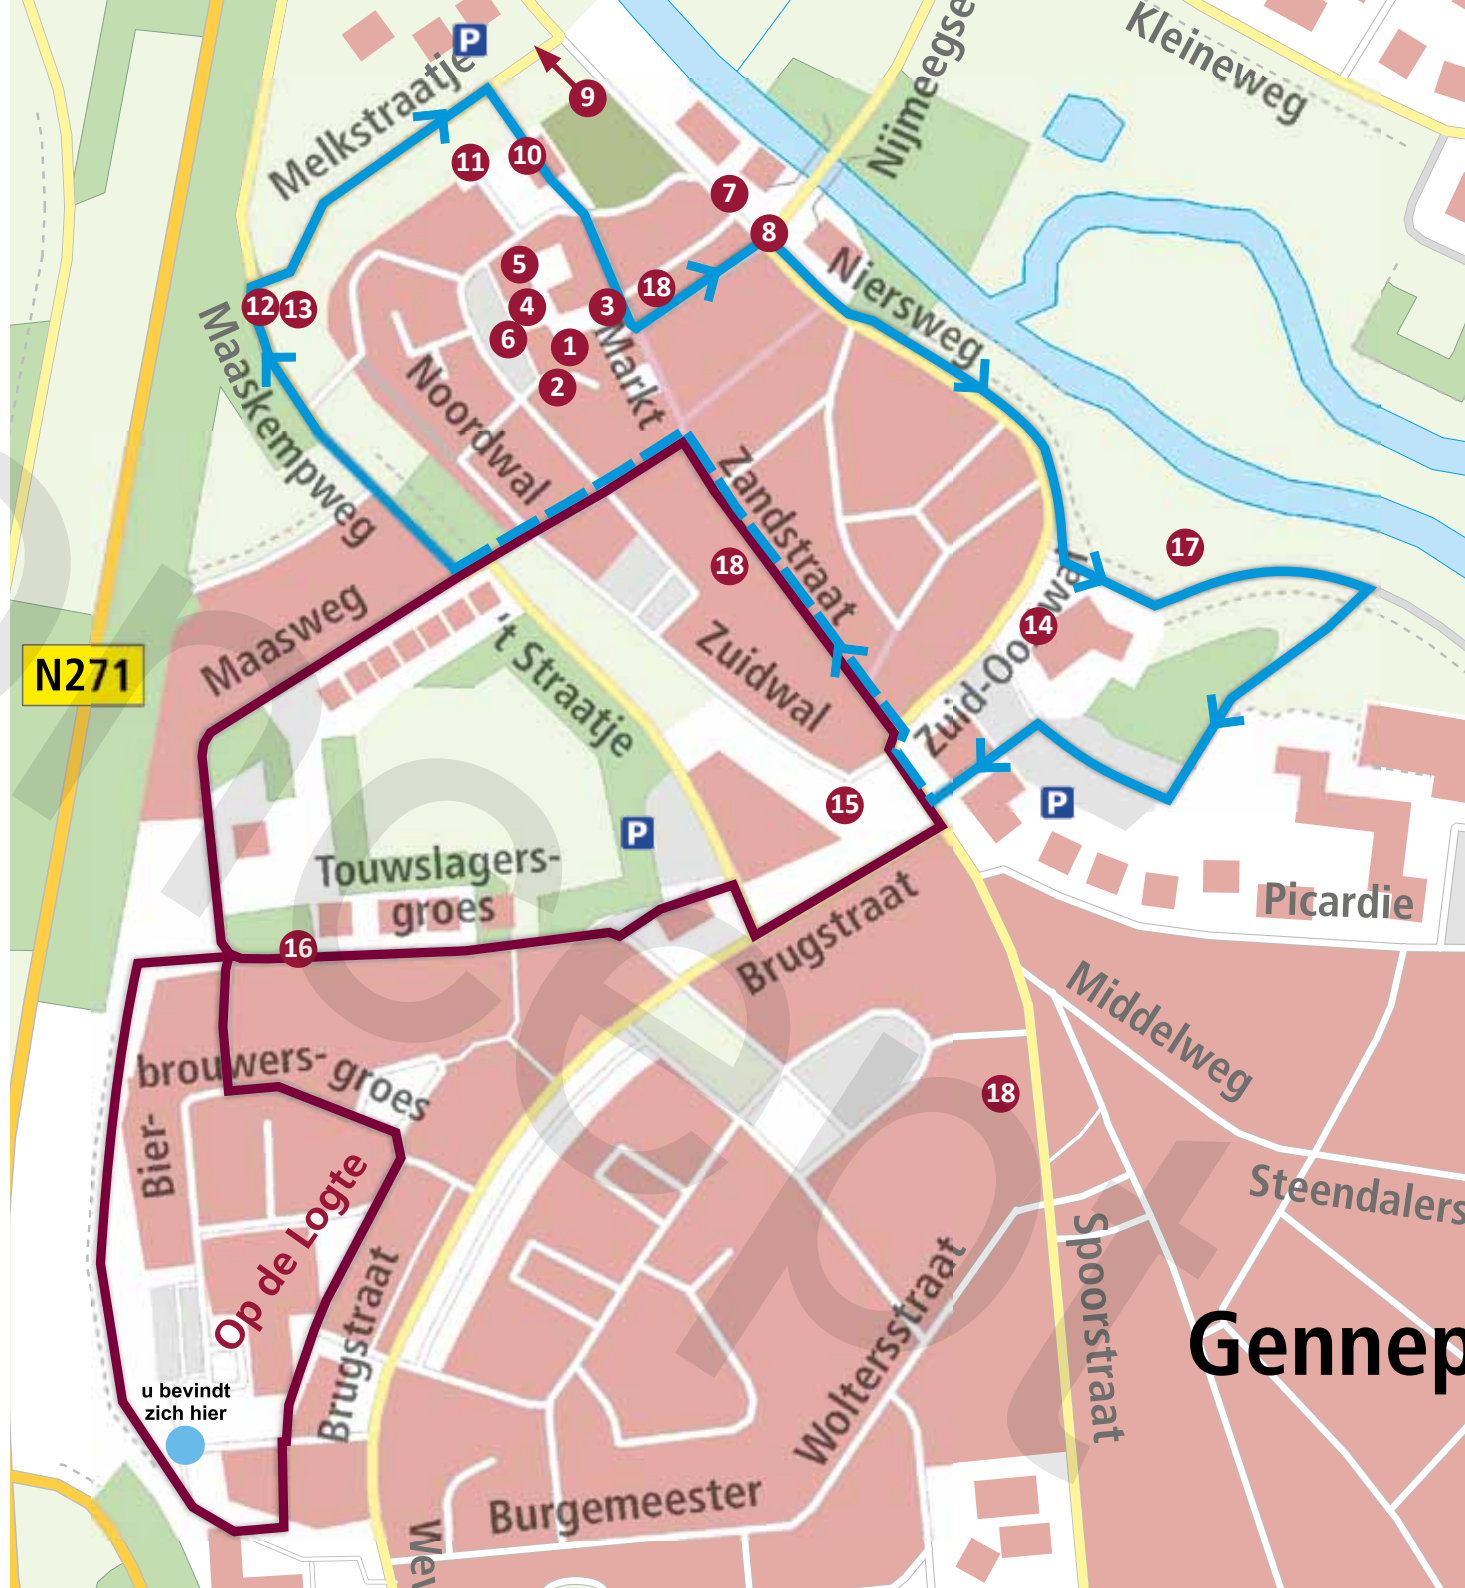 Kleineweg
Nijmeegse
P
9
Melkstraatje
11
10
7
8
Niersweg
5
18
12
13
4
3
6
1
Markt
2
Maaskempweg
Noordwal
Zandstraat
17
18
Maasweg
14
Zuid-Oostwal
N271
't Straatje
Zuidwal
15
P
P
Touwslagers-
groes
Picardie
Brugstraat
16
Middelweg
brouwers-
groes
18
Bier-
Op de Logte
Steendalers
Spoorstraat
Brugstraat
Woltersstraat
Gennep
u bevindt
zich hier
Burgemeester
Wev
Concept